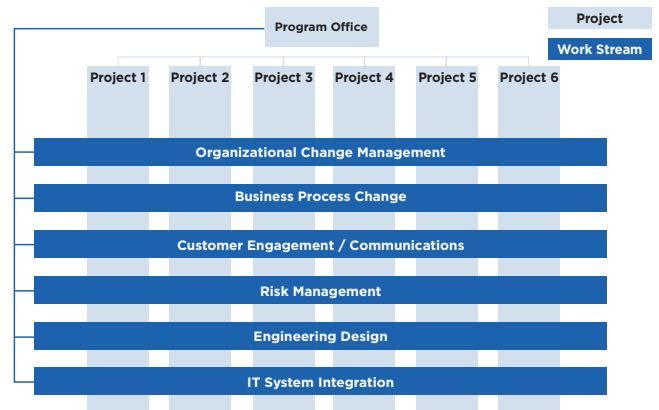 Program Office
Project
Work Stream
Project 1 Project 2 Project 3 Project 4 Project 5 Project 6
Organizational Change Management
Business Process Change
Customer Engagement / Communications
Risk Management
Engineering Design
IT System Integration